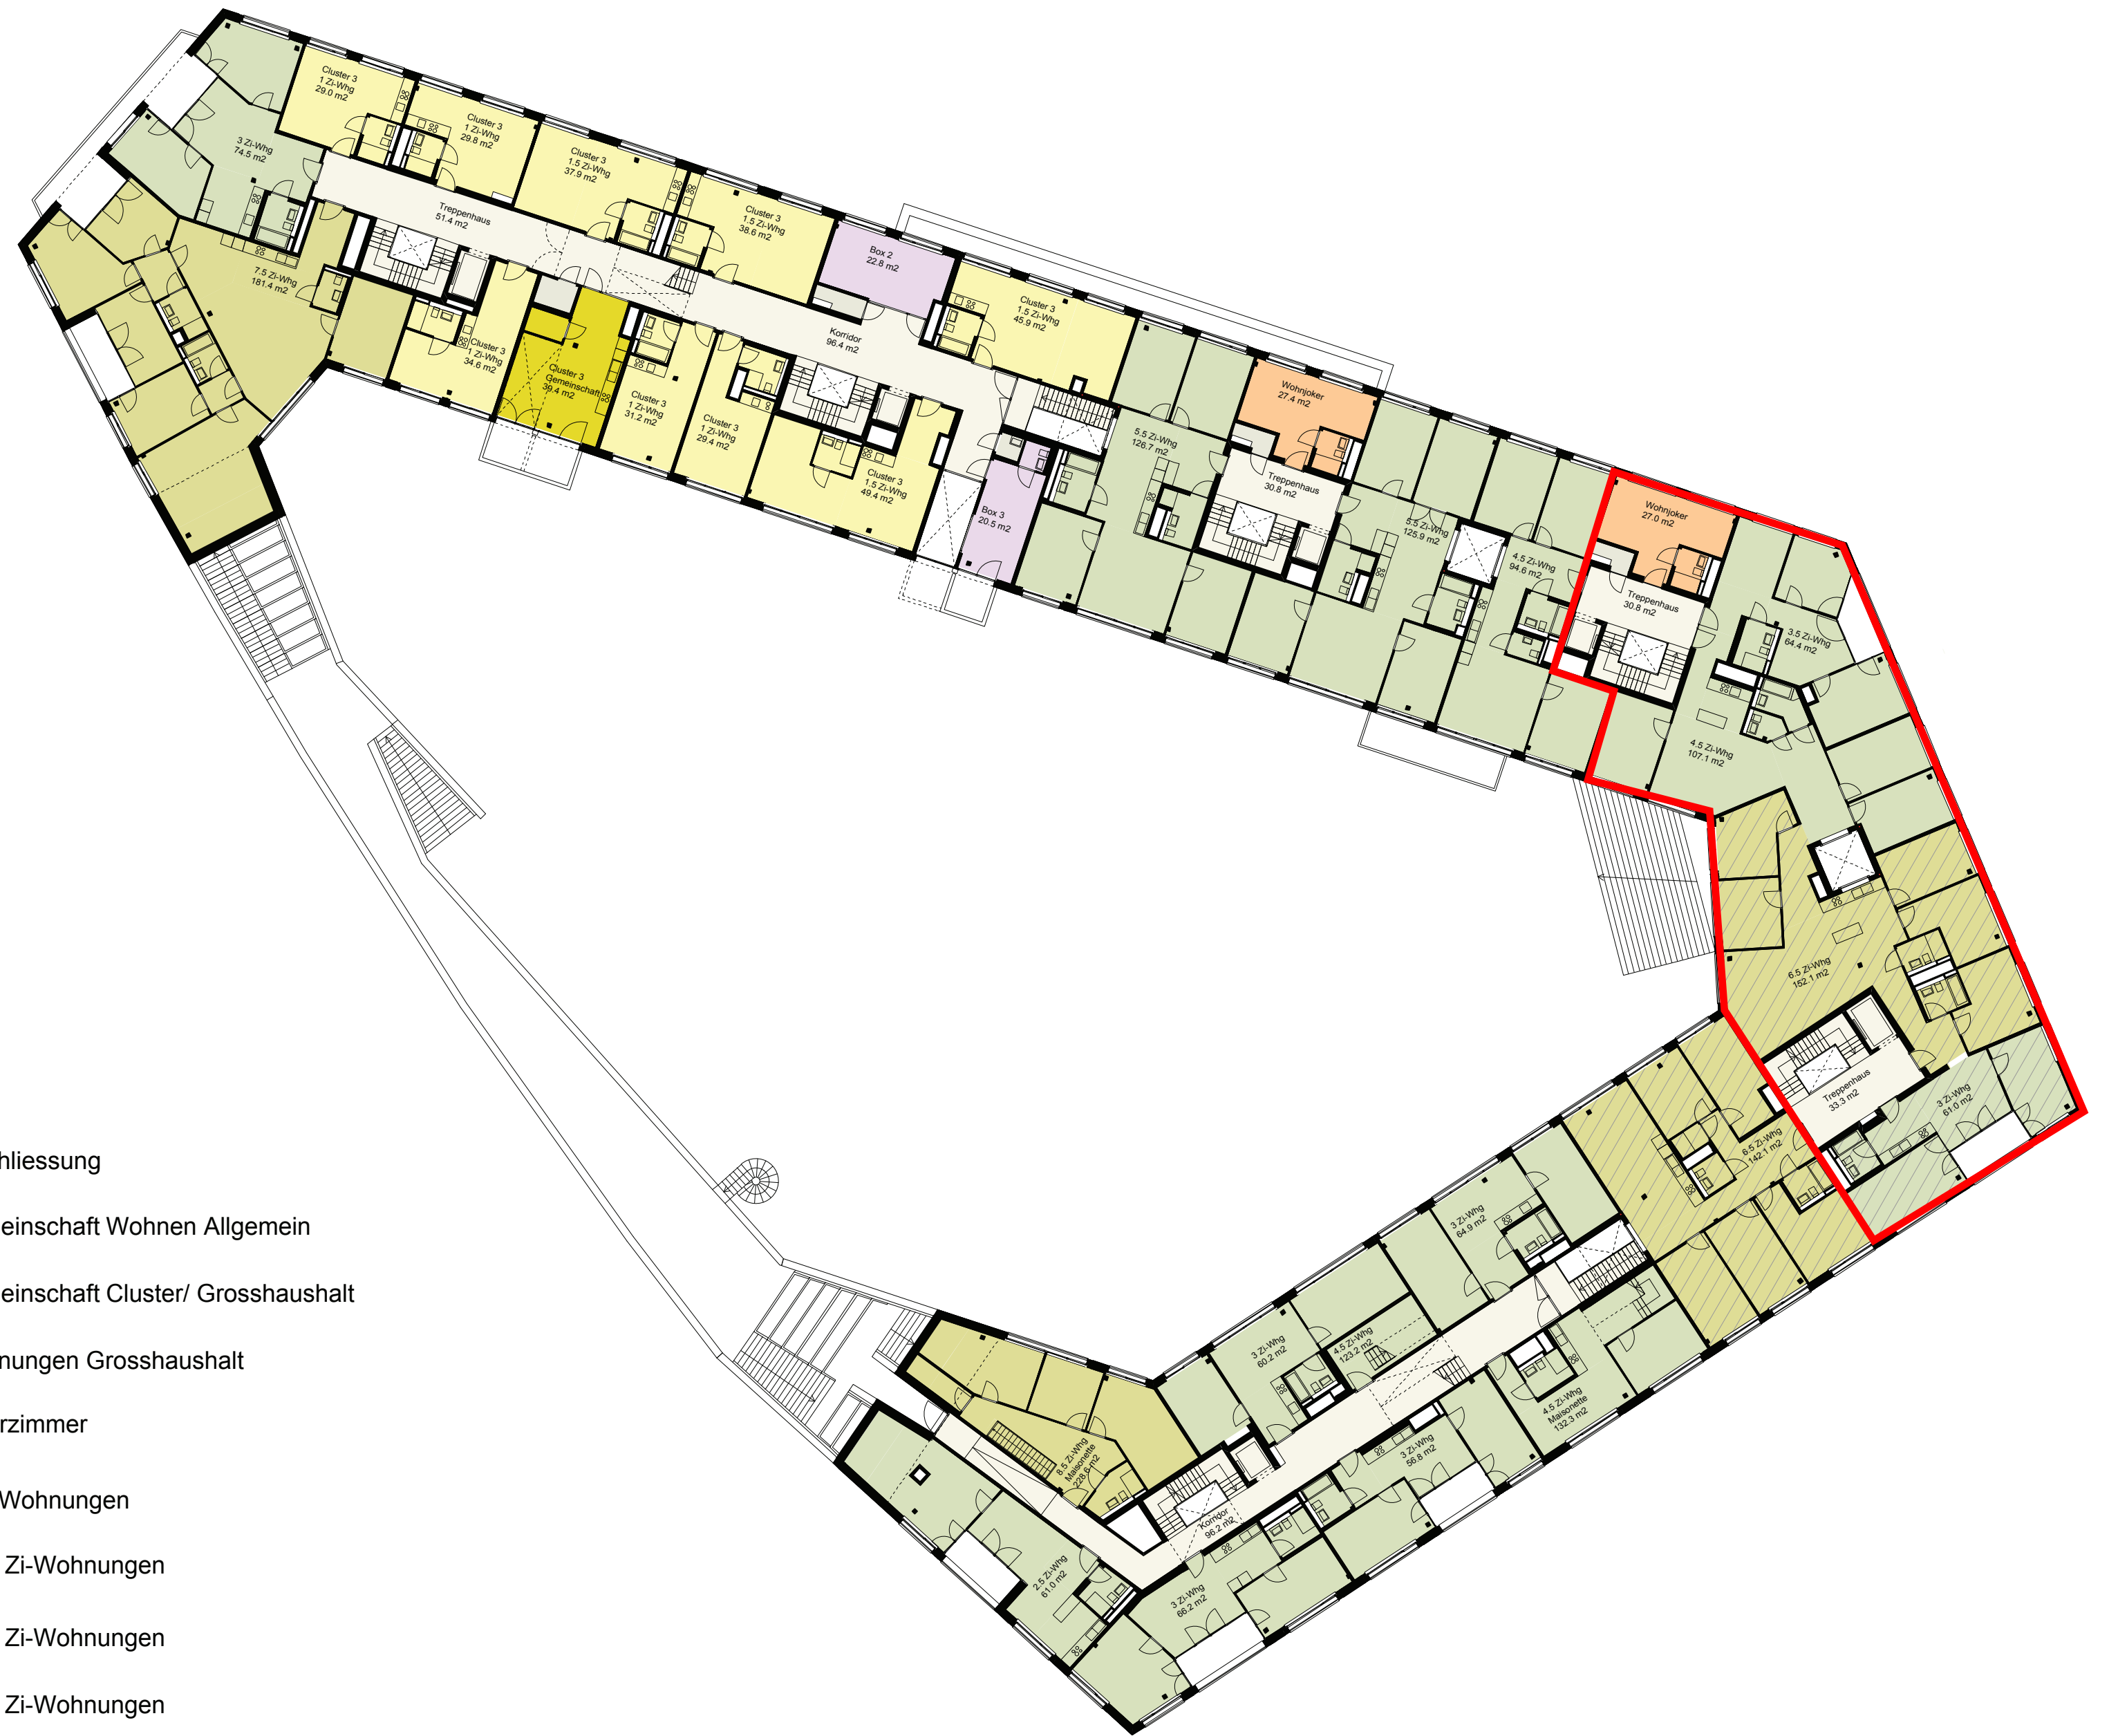 Cluster 3
1 Zi-Whg
29.0 m2
Cluster 3
1 Zi-Whg
29.8 m2
3 Zi-Whg
74.5 m2
Cluster 3
1.5 Zi-Whg
37.9 m2
Treppenhaus
51.4 m2
Cluster 3
1.5 Zi-Whg
38.6 m2
Box 2
22.8 m2
7.5 Zi-Whg
181.4 m2
Cluster 3
1.5 Zi-Whg
45.9 m2
Korridor
96.4 m2
Cluster 3
1 Zi-Whg
34.6 m2
Cluster 3
Gemeinschaft
39.4 m2
Cluster 3
1 Zi-Whg
31.2 m2
Cluster 3
1 Zi-Whg
29.4 m2
Cluster 3
1.5 Zi-Whg
49.4 m2
Box 3
20.5 m2
5.5 Zi-Whg
126.7 m2
Wohnjoker
27.4 m2
Treppenhaus
30.8 m2
5.5 Zi-Whg
125.9 m2
4.5 Zi-Whg
94.6 m2
Wohnjoker
27.0 m2
Treppenhaus
30.8 m2
3.5 Zi-Whg
64.4 m2
4.5 Zi-Whg
107.1 m2
6.5 Zi-Whg
152.1 m2
Treppenhaus
33.3 m2
3 Zi-Whg
61.0 m2
6.5 Zi-Whg
142.1 m2
3 Zi-Whg
64.9 m2
3 Zi-Whg
60.2 m2
4.5 Zi-Whg
123.2 m2
4.5 Zi-Whg
Maisonette
132.3 m2
3 Zi-Whg
56.8 m2
8.5 Zi-Whg
Maisonette
228.6 m2
Korridor
96.2 m2
2.5 Zi-Whg
61.0 m2
3 Zi-Whg
66.2 m2
hliessung
einschaft Wohnen Allgemein
einschaft Cluster/ Grosshaushalt
nungen Grosshaushalt
rzimmer
Wohnungen
Zi-Wohnungen
Zi-Wohnungen
Zi-Wohnungen